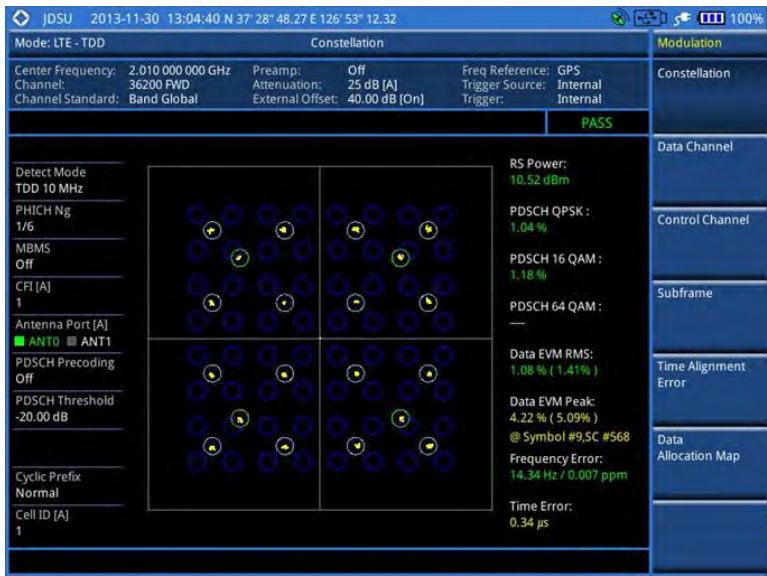 JDSU 2013-11-30 13:04:40 N 37' 28" 48.27 E 126' 53" 12.32 100%
Mode: LTE - TDD Constellation Modulation
Center Frequency: 2.010 000 000 GHz Preamp: Off Freq Reference: GPS
Channel: 36200 FWD Attenuation: 25 dB [A] Trigger Source: Internal
Channel Standard: Band Global External Offset: 40.00 dB [On] Trigger: Internal
PASS
Detect Mode
TDD 10 MHz
PHICH Ng
1/6
MBMS
Off
CFI [A]
1
Antenna Port [A]
ANT0 ANT1
PDSCH Precoding
Off
PDSCH Threshold
-20.00 dB
Cyclic Prefix
Normal
Cell ID [A]
1
RS Power:
10.52 dBm
PDSCH QPSK :
1.04 %
PDSCH 16 QAM :
1.18 %
PDSCH 64 QAM :
----
Data EVM RMS:
1.08 % ( 1.41% )
Data EVM Peak:
4.22 % ( 5.09% )
@ Symbol #9,SC #568
Frequency Error:
14.34 Hz / 0.007 ppm
Time Error:
0.34 µs
Constellation
Data Channel
Control Channel
Subframe
Time Alignment
Error
Data
Allocation Map